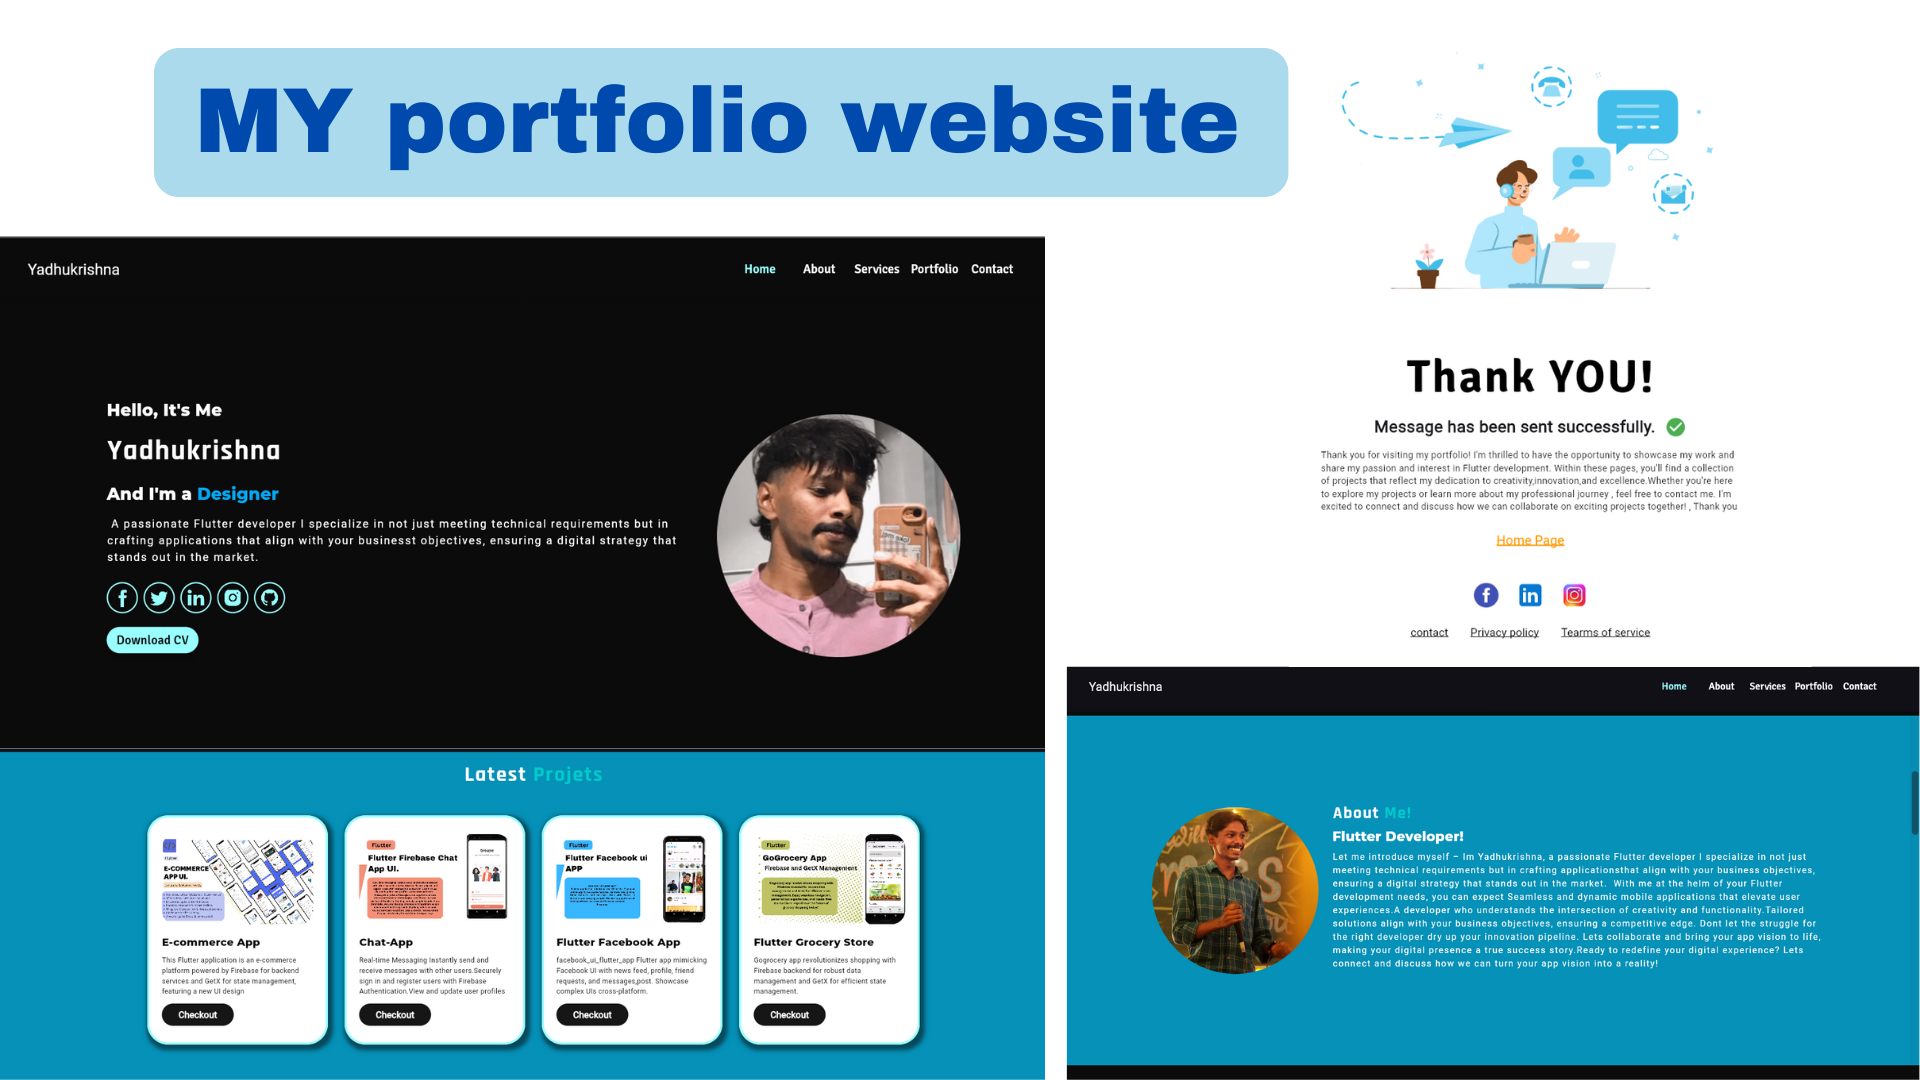 MY portfolio website
Yadhukrishna
Home About Services Portfolio Contact
Hello, It's Me
Yadhukrishna
And I'm a Designer
A passionate Flutter developer I specialize in not just meeting technical requirements but in
crafting applications that align with your businesst objectives, ensuring a digital strategy that
stands out in the market.
Download CV
Latest Projets
Flutter
E-COMMERCE
APP UI.
E-commerce App
This Flutter application is an e-commerce
platform powered by Firebase for backend
services and GetX for state management,
featuring a new UI design
Checkout
Flutter
Flutter Firebase Chat
App UI.
Chat-App
Real-time Messaging Instantly send and
receive messages with other users.Securely
sign in and register users with Firebase
Authentication.View and update user profiles
Checkout
Flutter
Flutter Facebook ui
App
Flutter Facebook App
facebook_ui_flutter_app Flutter app mimicking
Facebook UI with news feed, profile, friend
requests, and messages,post. Showcase
complex UIs cross-platform.
Checkout
Flutter
GoGrocery App
Firebase and GetX Management
Flutter Grocery Store
Gogrocery app revolutionizes shopping with
Firebase backend for robust data
management and GetX for efficient state
management.
Checkout
Thank YOU!
Message has been sent successfully.
Thank you for visiting my portfolio! I'm thrilled to have the opportunity to showcase my work and
share my passion and interest in Flutter development. Within these pages, you'll find a collection
of projects that reflect my dedication to creativity,innovation,and excellence.Whether you're here
to explore my projects or learn more about my professional journey , feel free to contact me. I'm
excited to connect and discuss how we can collaborate on exciting projects together! , Thank you
Home Page
contact Privacy policy Tearms of service
Yadhukrishna
Home About Services Portfolio Contact
About Me!
Flutter Developer!
Let me introduce myself – Im Yadhukrishna, a passionate Flutter developer I specialize in not just
meeting technical requirements but in crafting applicationsthat align with your business objectives,
ensuring a digital strategy that stands out in the market. With me at the helm of your Flutter
development needs, you can expect Seamless and dynamic mobile applications that elevate user
experiences.A developer who understands the intersection of creativity and functionality.Tailored
solutions align with your business objectives, ensuring a competitive edge. Dont let the struggle for
the right developer dry up your innovation pipeline. Lets collaborate and bring your app vision to life,
making your digital presence a true success story.Ready to redefine your digital experience? Lets
connect and discuss how we can turn your app vision into a reality!